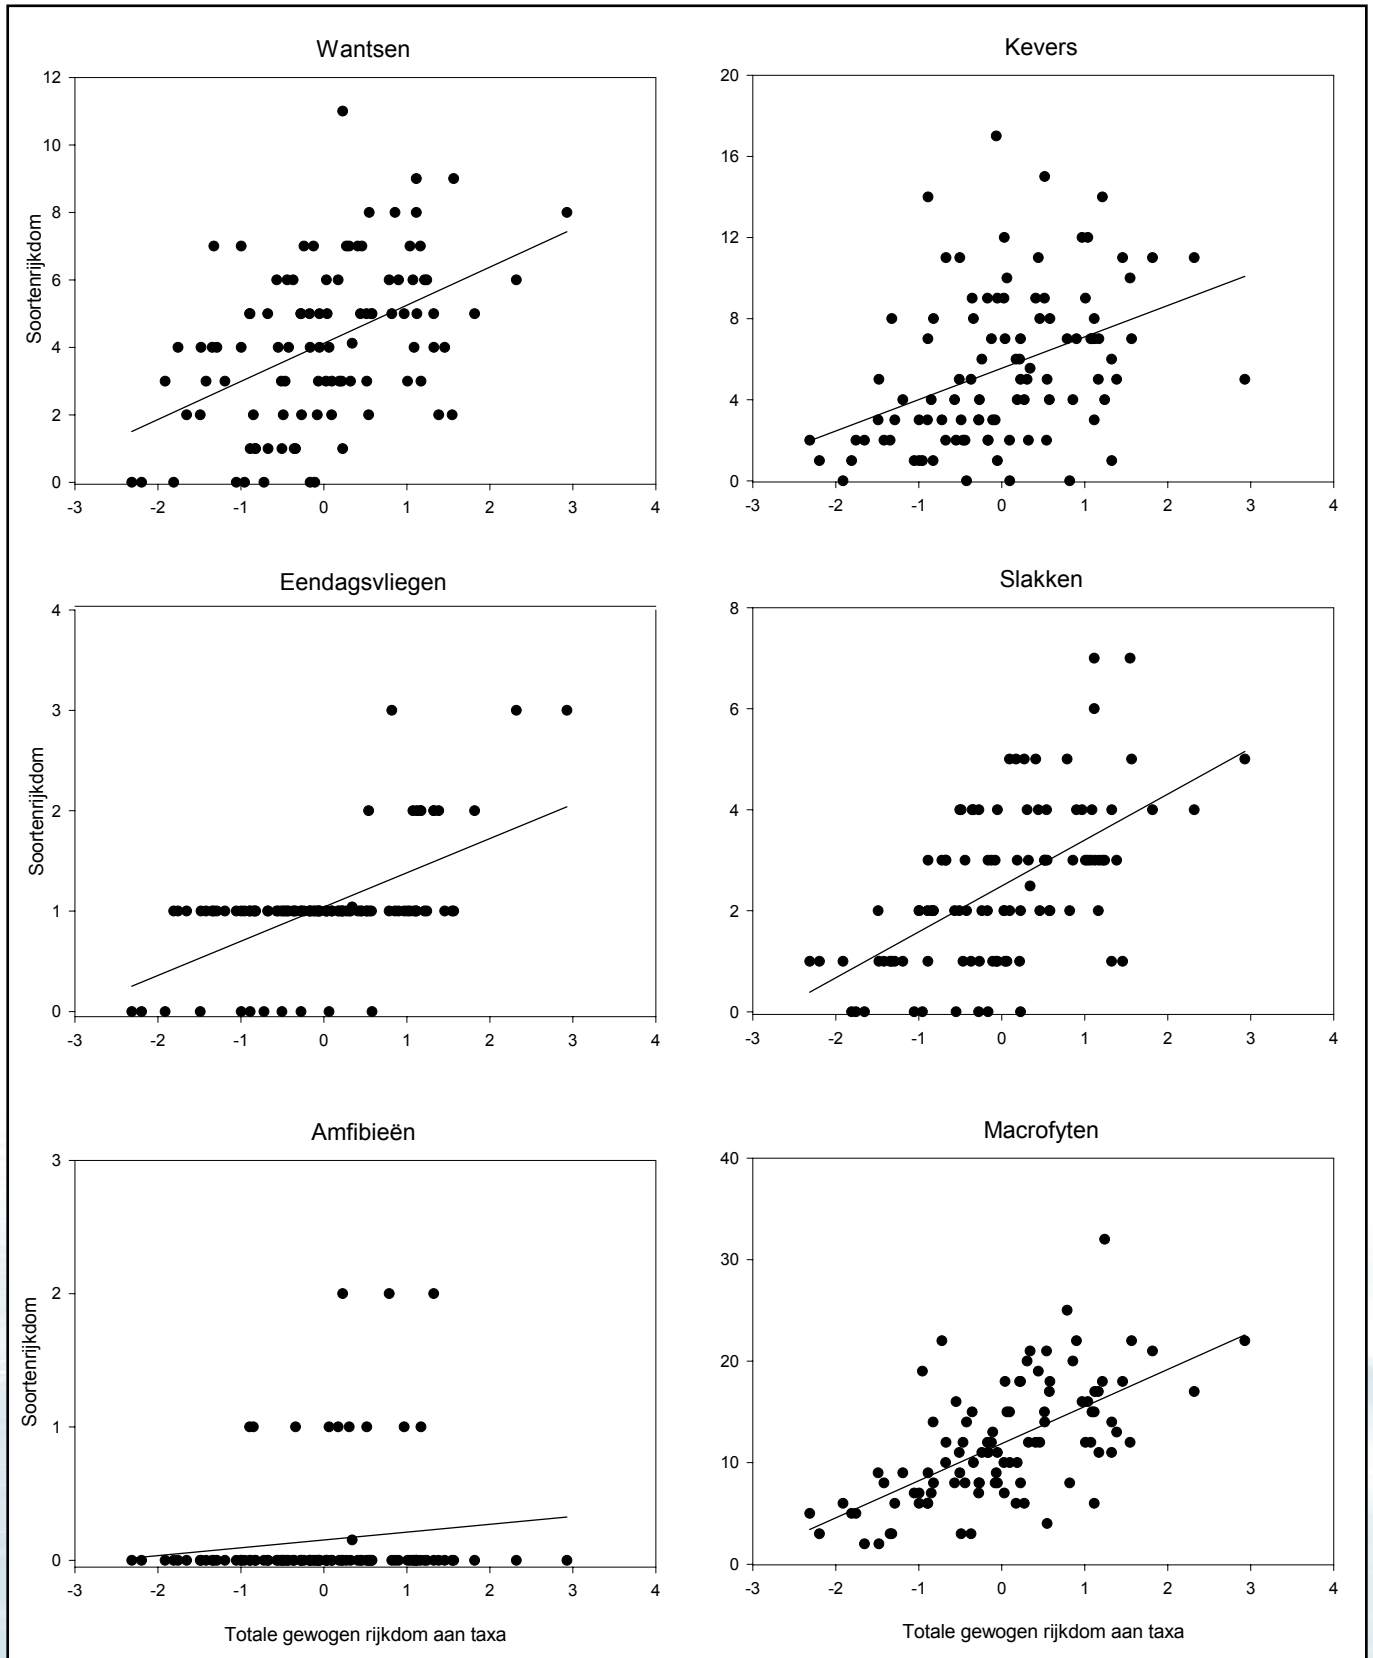 Wantsen
12
10
8
6
4
2
0
-3 -2 -1 0 1 2 3 4
Soortenrijkdom
Kevers
20
16
12
8
4
0
-3 -2 -1 0 1 2 3 4
Eendagsvliegen
4
3
2
1
0
-3 -2 -1 0 1 2 3 4
Soortenrijkdom
Slakken
8
6
4
2
0
-3 -2 -1 0 1 2 3 4
Amfibieën
3
2
1
0
-3 -2 -1 0 1 2 3 4
Soortenrijkdom
Totale gewogen rijkdom aan taxa
Macrofyten
40
30
20
10
0
-3 -2 -1 0 1 2 3 4
Totale gewogen rijkdom aan taxa